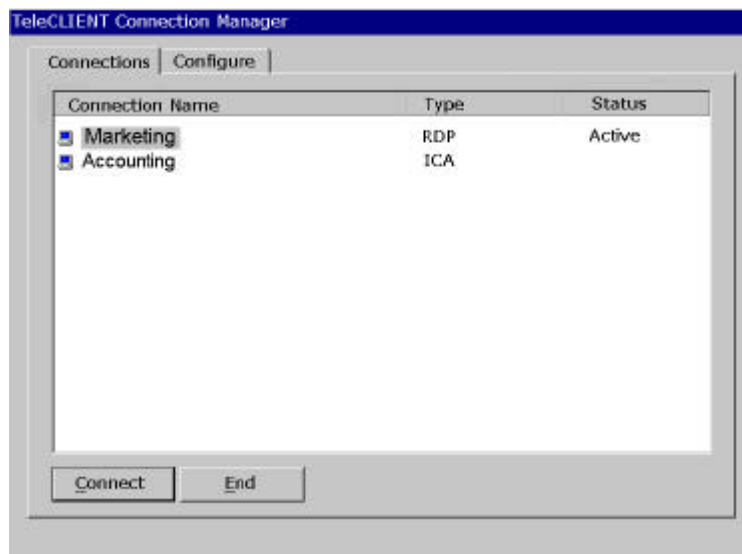 TeleCLIENT Connection Manager
Connections Configure
Connection Name Type Status
Marketing RDP Active
Accounting ICA
Connect End